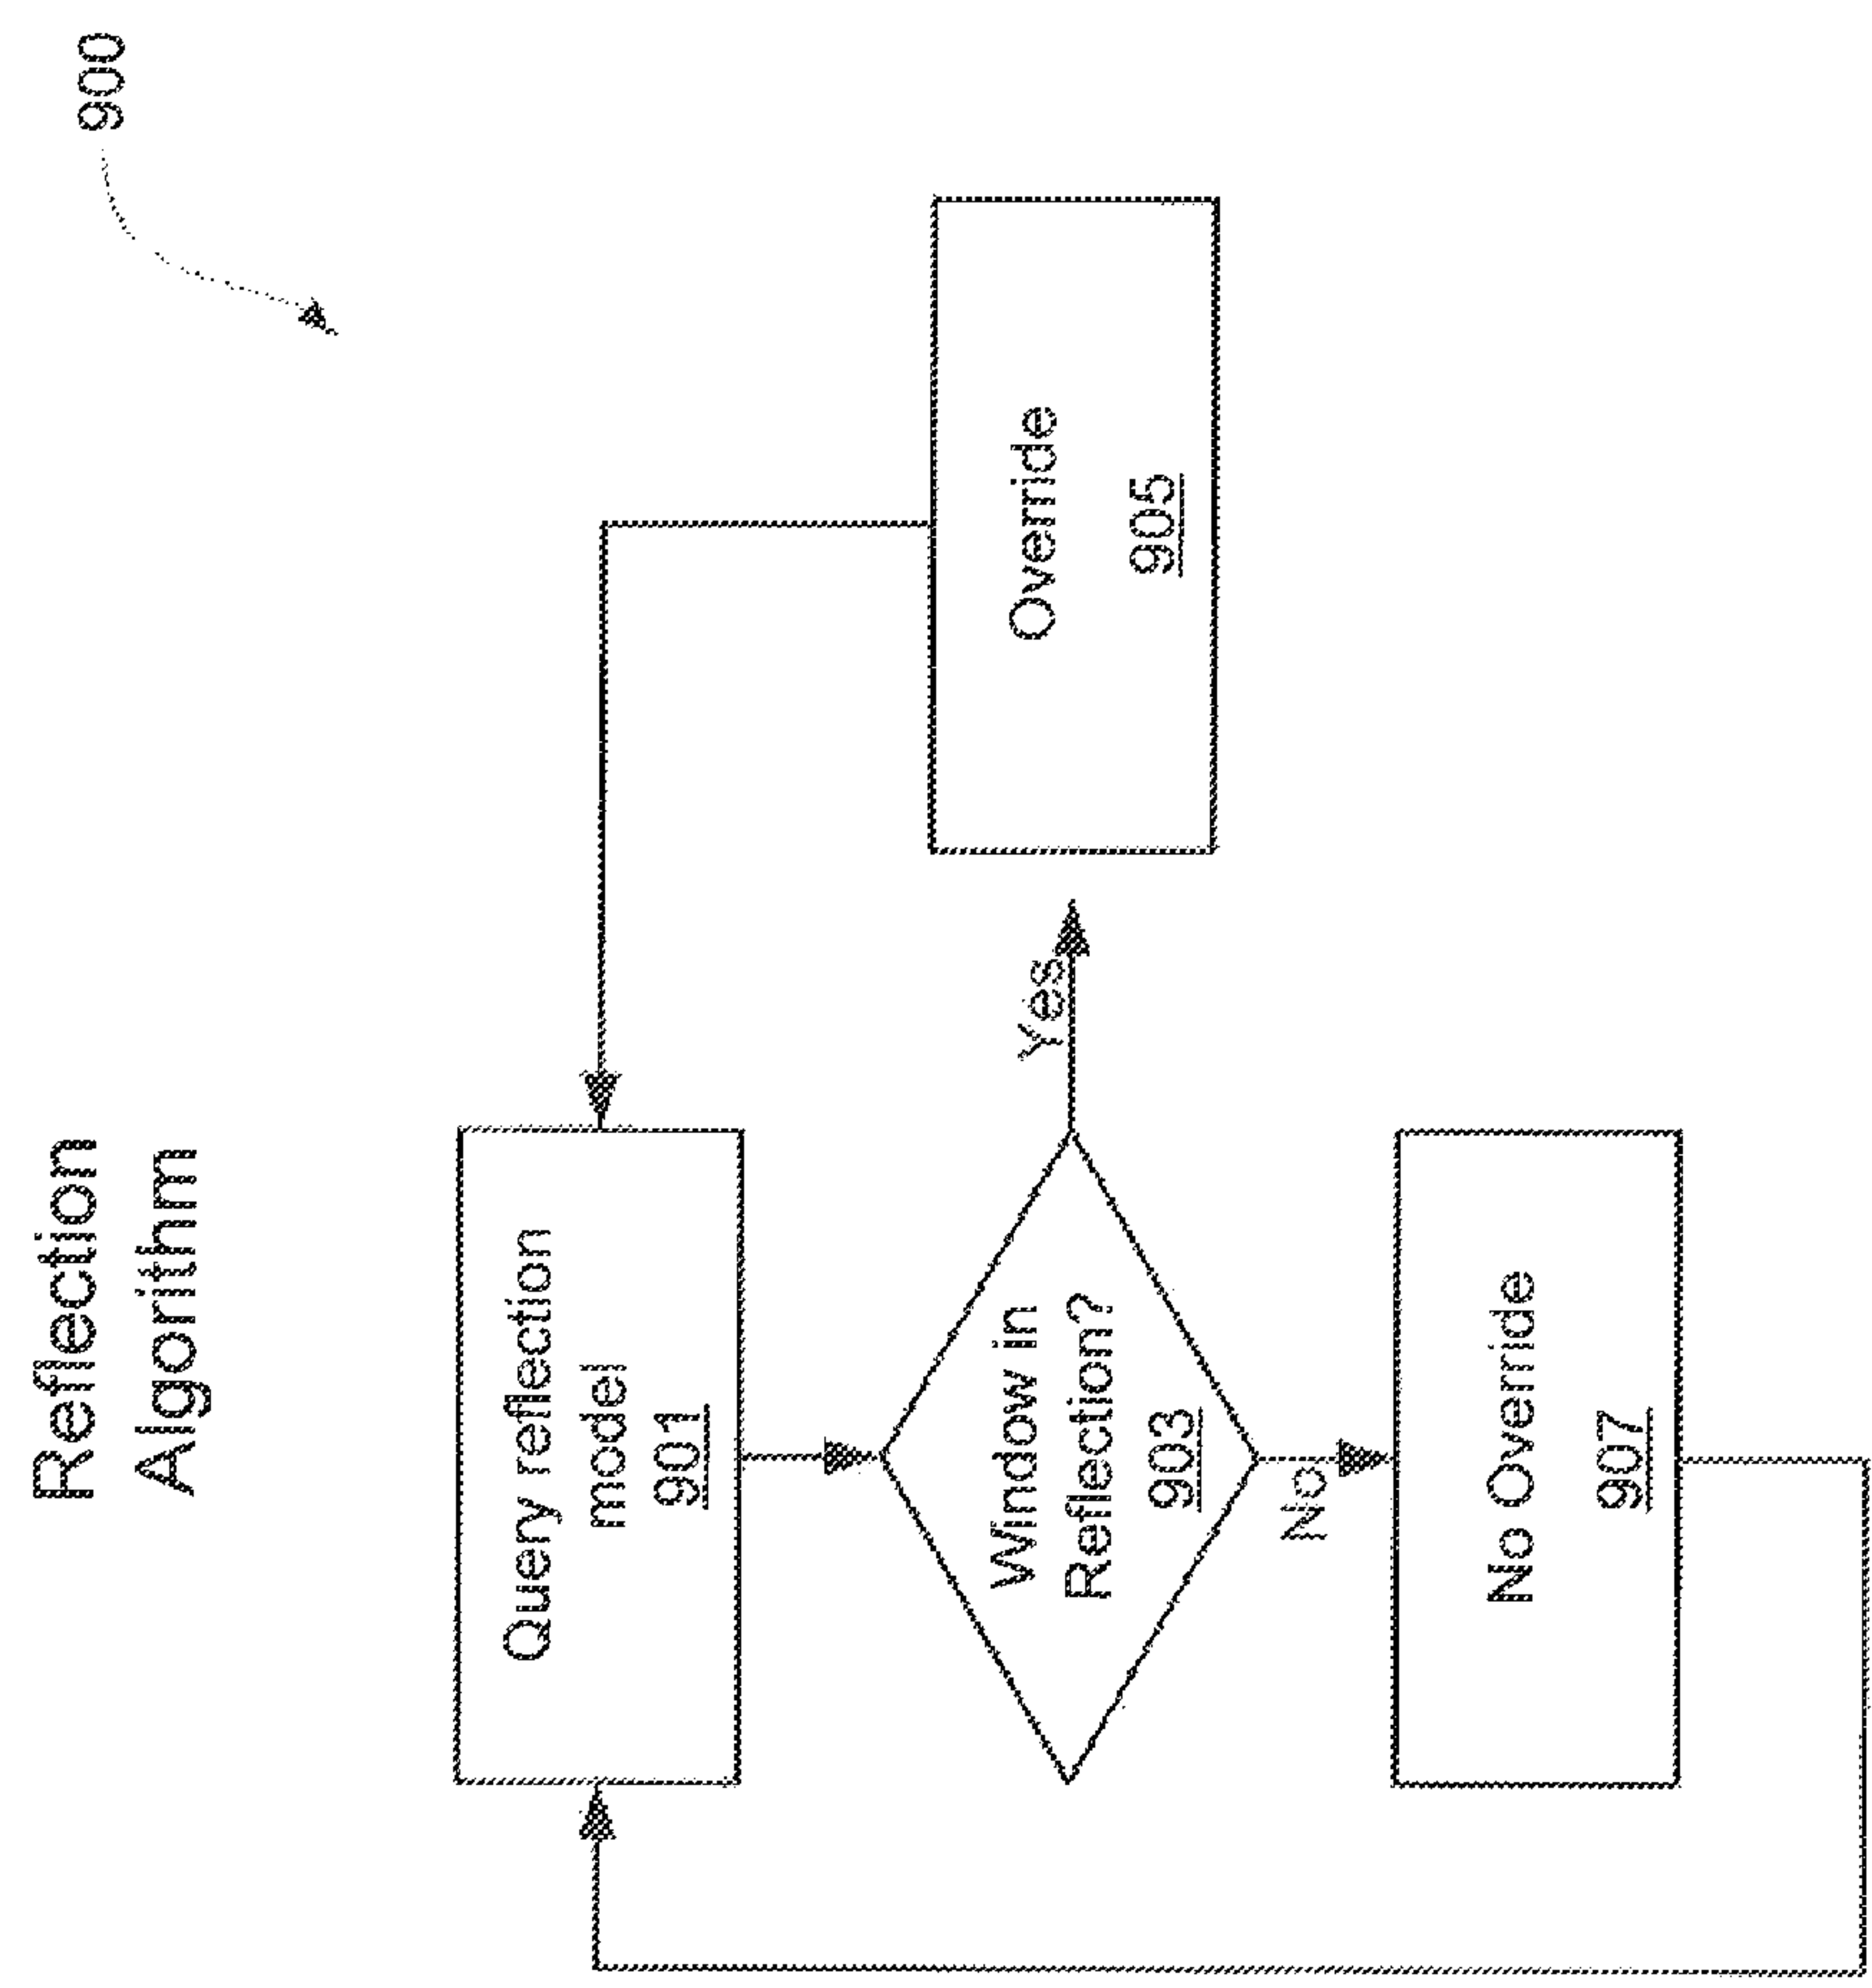 Reflection
Algorithm
900
Query reflection
model
901
Window in
Reflection?
903
Yes
Override
905
No
No Override
907